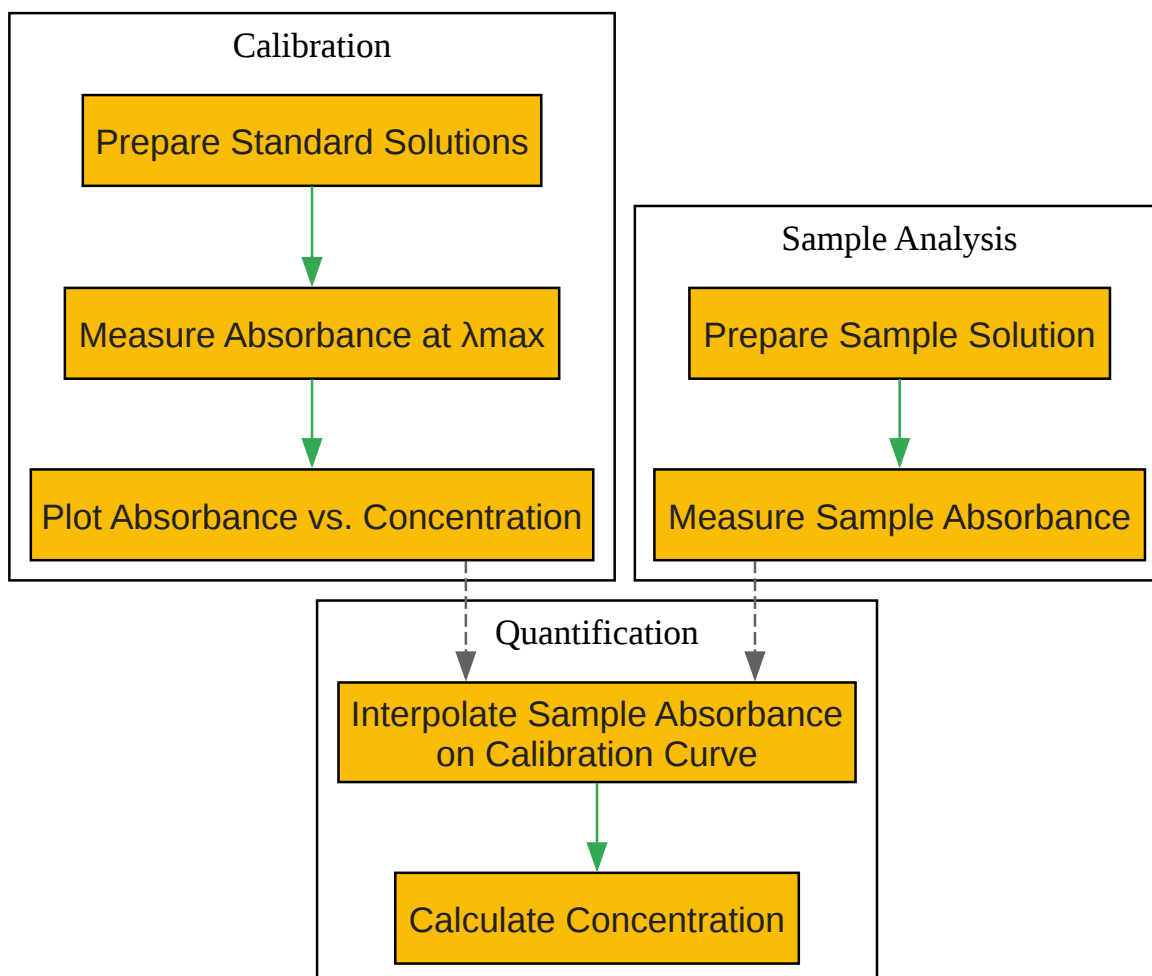 Calibration
Prepare Standard Solutions
Measure Absorbance at λmax
Plot Absorbance vs. Concentration
Sample Analysis
Prepare Sample Solution
Measure Sample Absorbance
Quantification
Interpolate Sample Absorbance
on Calibration Curve
Calculate Concentration